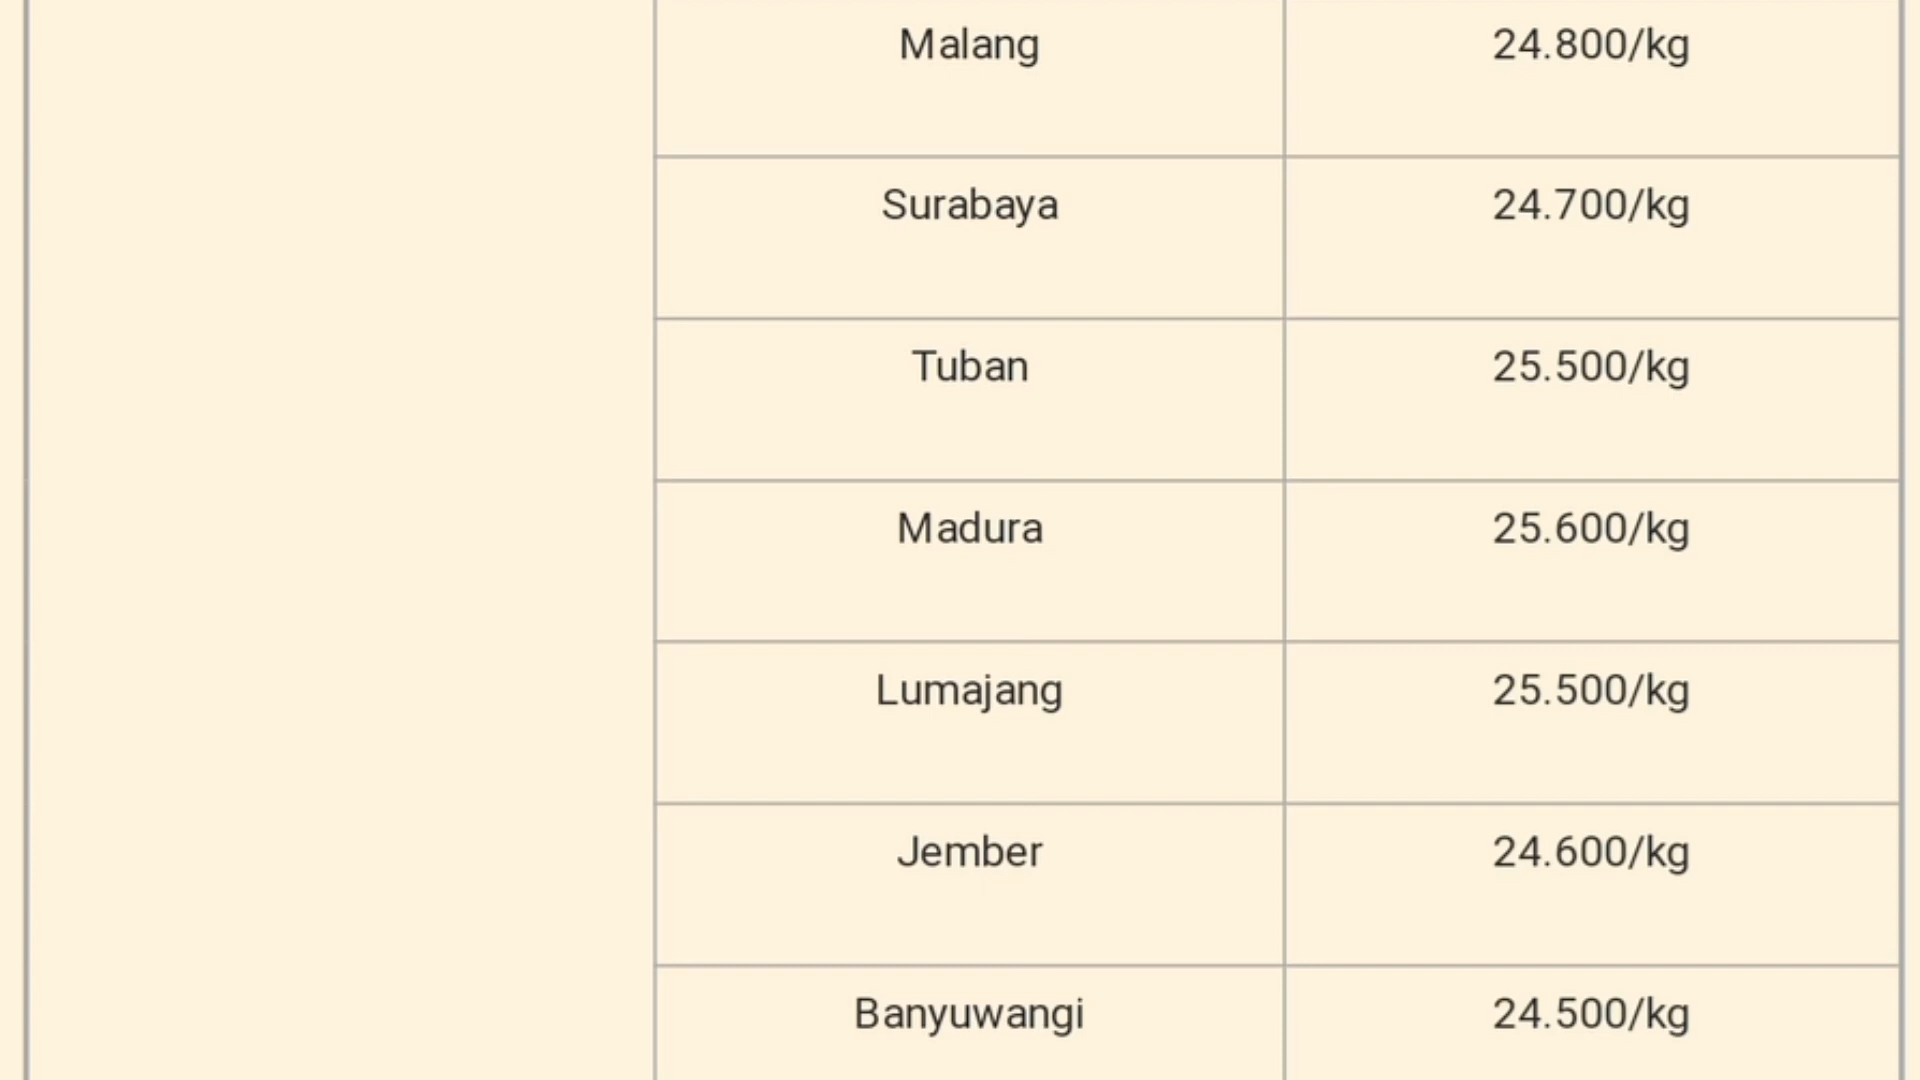 Malang 24.800/kg
Surabaya 24.700/kg
Tuban 25.500/kg
Madura 25.600/kg
Lumajang 25.500/kg
Jember 24.600/kg
Banyuwangi 24.500/kg